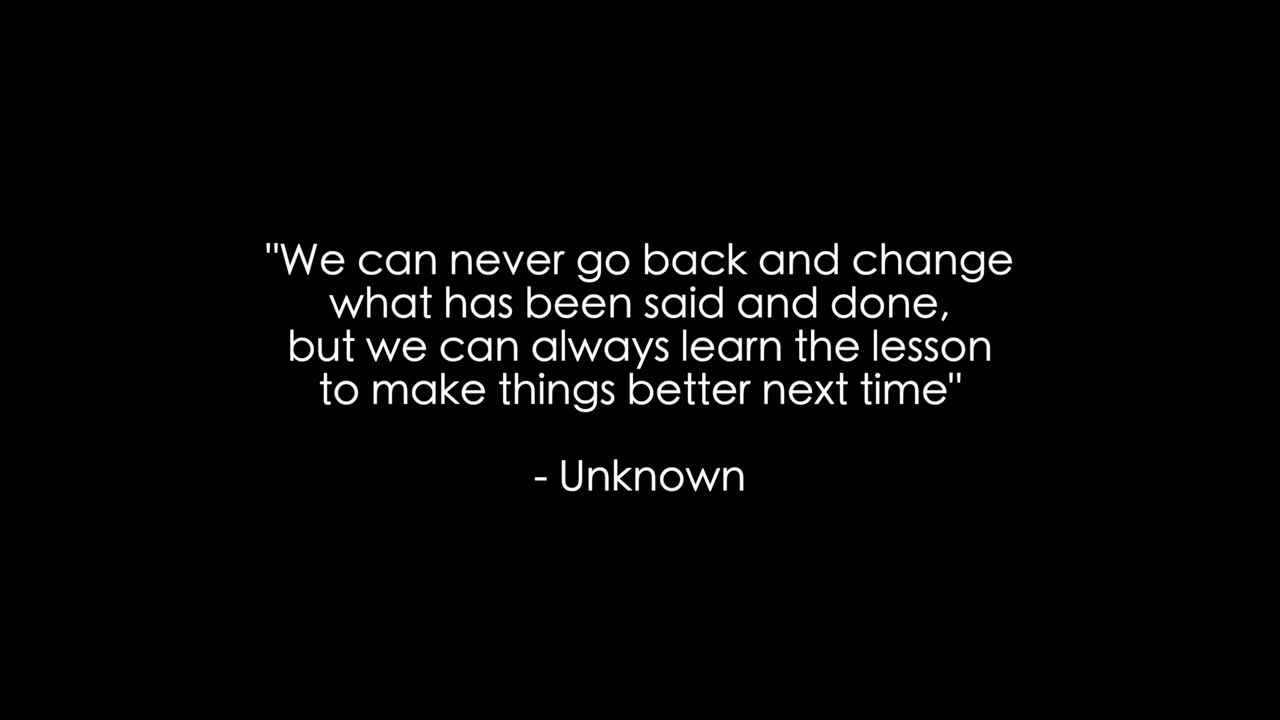 "We can never go back and change
what has been said and done,
but we can always learn the lesson
to make things better next time"
- Unknown